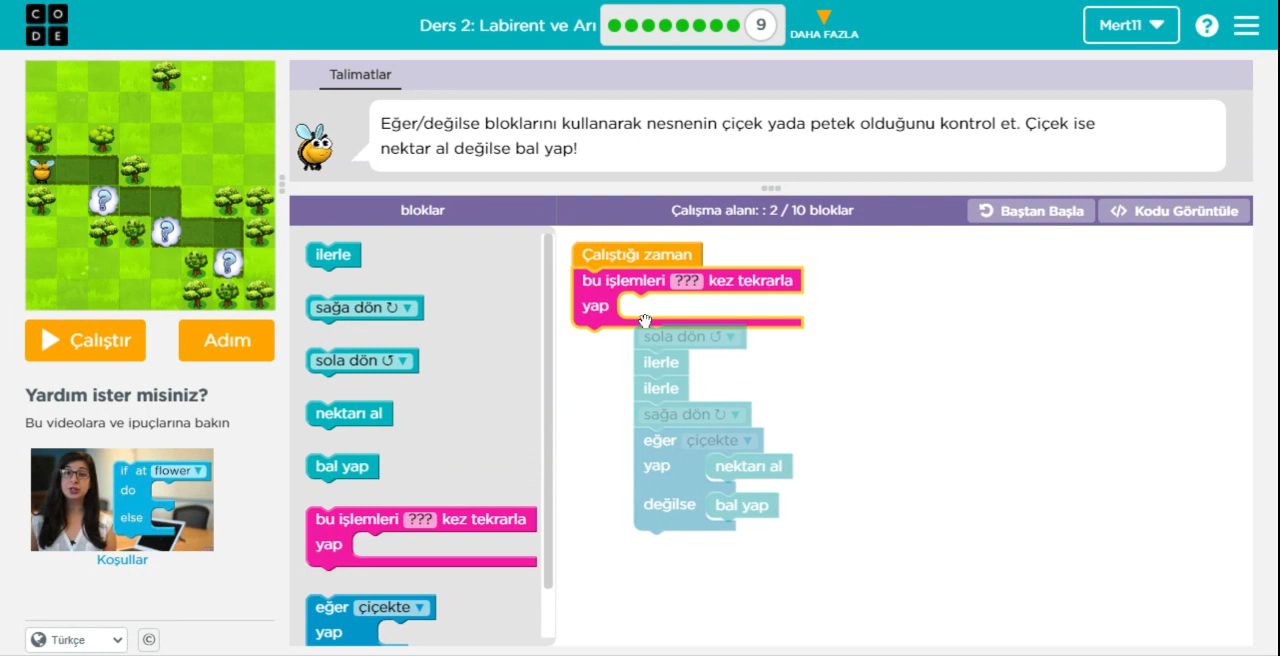 C O
D E
Ders 2: Labirent ve Arı
9
DAHA FAZLA
Mert11
?
Talimatlar
Eğer/değilse bloklarını kullanarak nesnenin çiçek yada petek olduğunu kontrol et. Çiçek ise
nektar al değilse bal yap!
bloklar
Çalışma alanı: : 2 / 10 bloklar
Baştan Başla
</> Kodu Görüntüle
?
?
?
Çalıştır
Adım
Yardım ister misiniz?
Bu videolara ve ipuçlarına bakın
if at flower
do
else
Koşullar
Türkçe
©
ilerle
sağa dön ↻
sola dön ↺
nektarı al
bal yap
bu işlemleri ??? kez tekrarla
yap
eğer çiçekte
yap
Çalıştığı zaman
bu işlemleri ??? kez tekrarla
yap
sola dön ↺
ilerle
ilerle
sağa dön ↻
eğer çiçekte
yap nektarı al
değilse bal yap